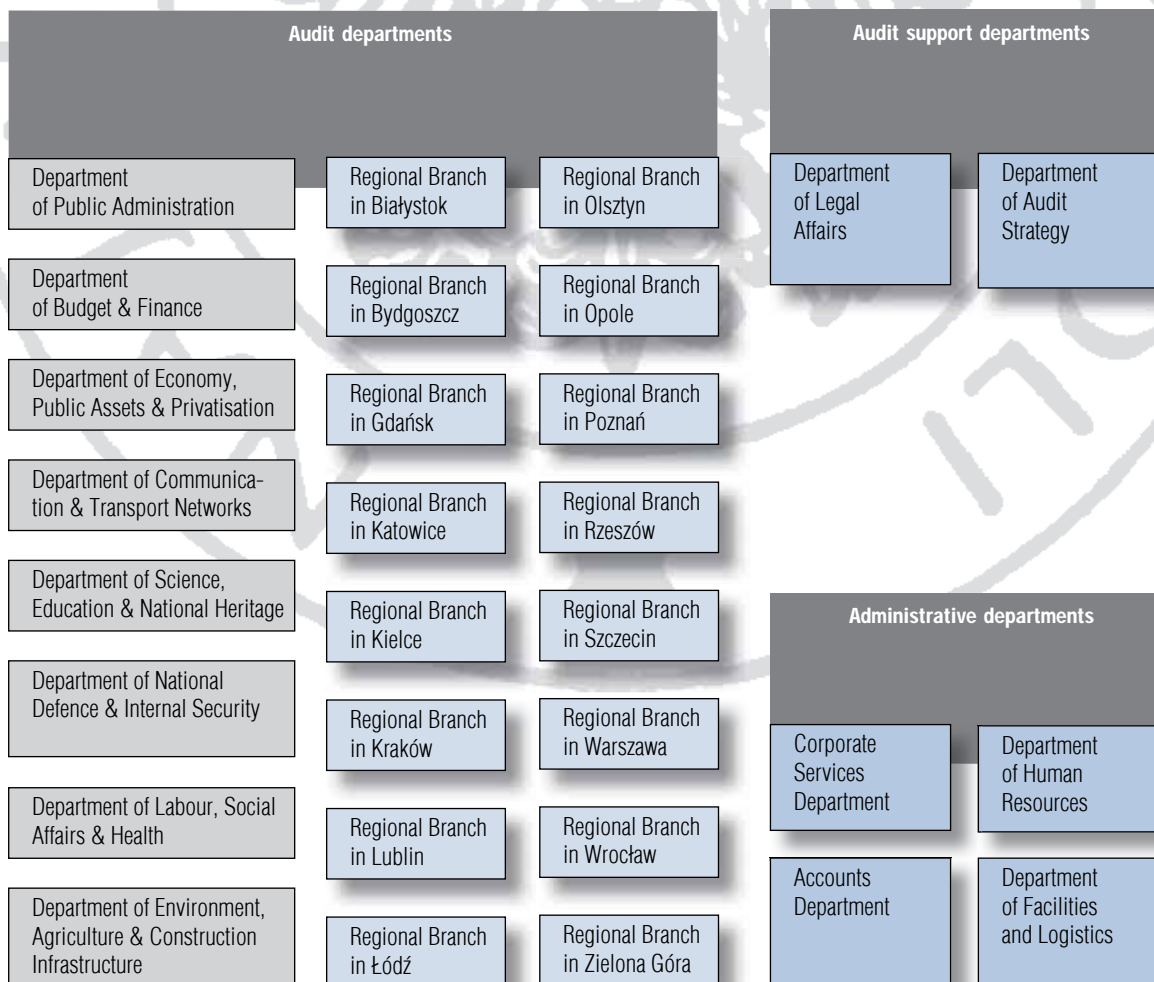 Audit departments
Department
of Public Administration
Department
of Budget & Finance
Department of Economy,
Public Assets & Privatisation
Department of Communica-
tion & Transport Networks
Department of Science,
Education & National Heritage
Department of National
Defence & Internal Security
Department of Labour, Social
Affairs & Health
Department of Environment,
Agriculture & Construction
Infrastructure
Regional Branch
in Białystok
Regional Branch
in Bydgoszcz
Regional Branch
in Gdańsk
Regional Branch
in Katowice
Regional Branch
in Kielce
Regional Branch
in Kraków
Regional Branch
in Lublin
Regional Branch
in Łódź
Regional Branch
in Olsztyn
Regional Branch
in Opole
Regional Branch
in Poznań
Regional Branch
in Rzeszów
Regional Branch
in Szczecin
Regional Branch
in Warszawa
Regional Branch
in Wrocław
Regional Branch
in Zielona Góra
Audit support departments
Department
of Legal
Affairs
Department
of Audit
Strategy
Administrative departments
Corporate
Services
Department
Department
of Human
Resources
Accounts
Department
Department
of Facilities
and Logistics